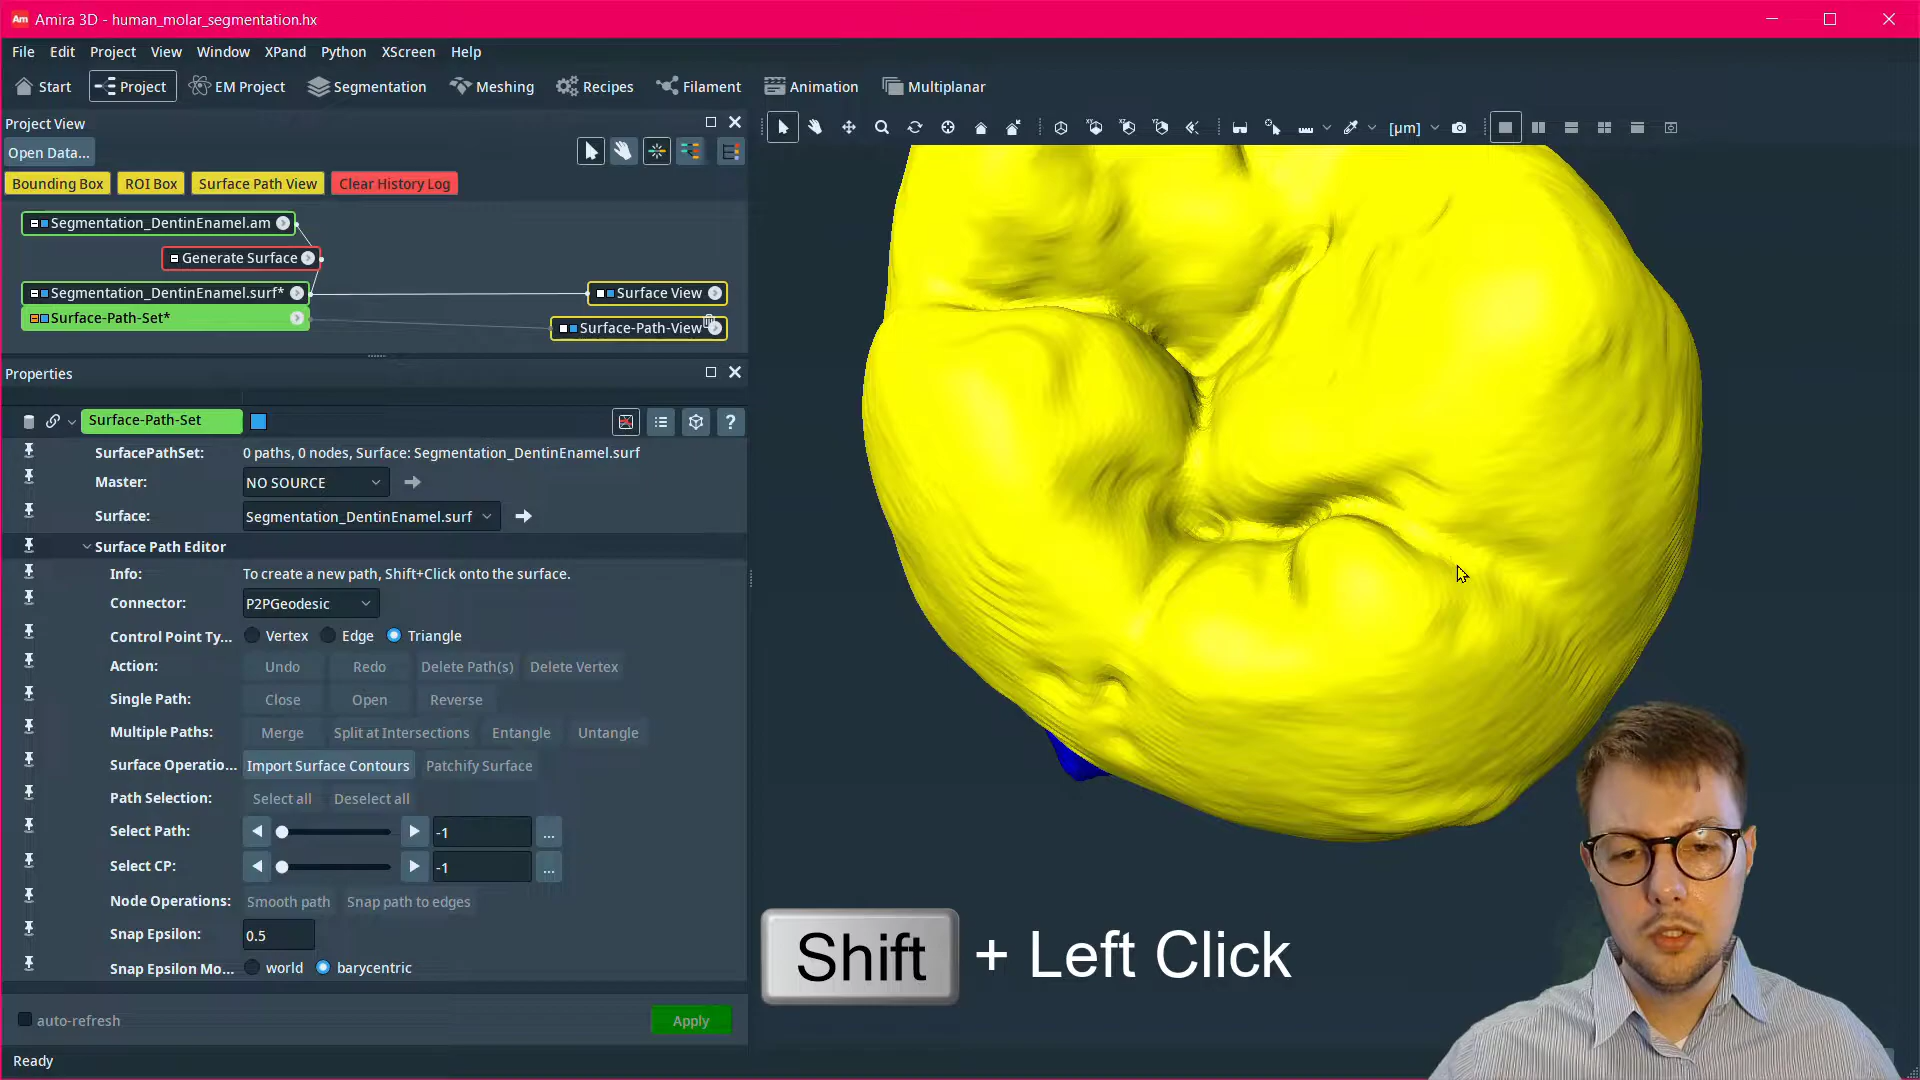 Am Amira 3D - human_molar_segmentation.hx
File Edit Project View Window XPand Python XScreen Help
Start Project EM Project Segmentation Meshing Recipes Filament Animation Multiplanar
Project View
[μm]
Open Data...
Bounding Box ROI Box Surface Path View Clear History Log
Segmentation_DentinEnamel.am
Generate Surface
Segmentation_DentinEnamel.surf* Surface View
Surface-Path-Set* Surface-Path-View
Properties
Surface-Path-Set ?
SurfacePathSet: 0 paths, 0 nodes, Surface: Segmentation_DentinEnamel.surf
Master: NO SOURCE
Surface: Segmentation_DentinEnamel.surf
Surface Path Editor
Info: To create a new path, Shift+Click onto the surface.
Connector: P2PGeodesic
Control Point Ty... Vertex Edge Triangle
Action: Undo Redo Delete Path(s) Delete Vertex
Single Path: Close Open Reverse
Multiple Paths: Merge Split at Intersections Entangle Untangle
Surface Operatio... Import Surface Contours Patchify Surface
Path Selection: Select all Deselect all
Select Path: -1 ...
Select CP: -1 ...
Node Operations: Smooth path Snap path to edges
Snap Epsilon: 0.5
Snap Epsilon Mo... world barycentric
Shift + Left Click
auto-refresh Apply
Ready